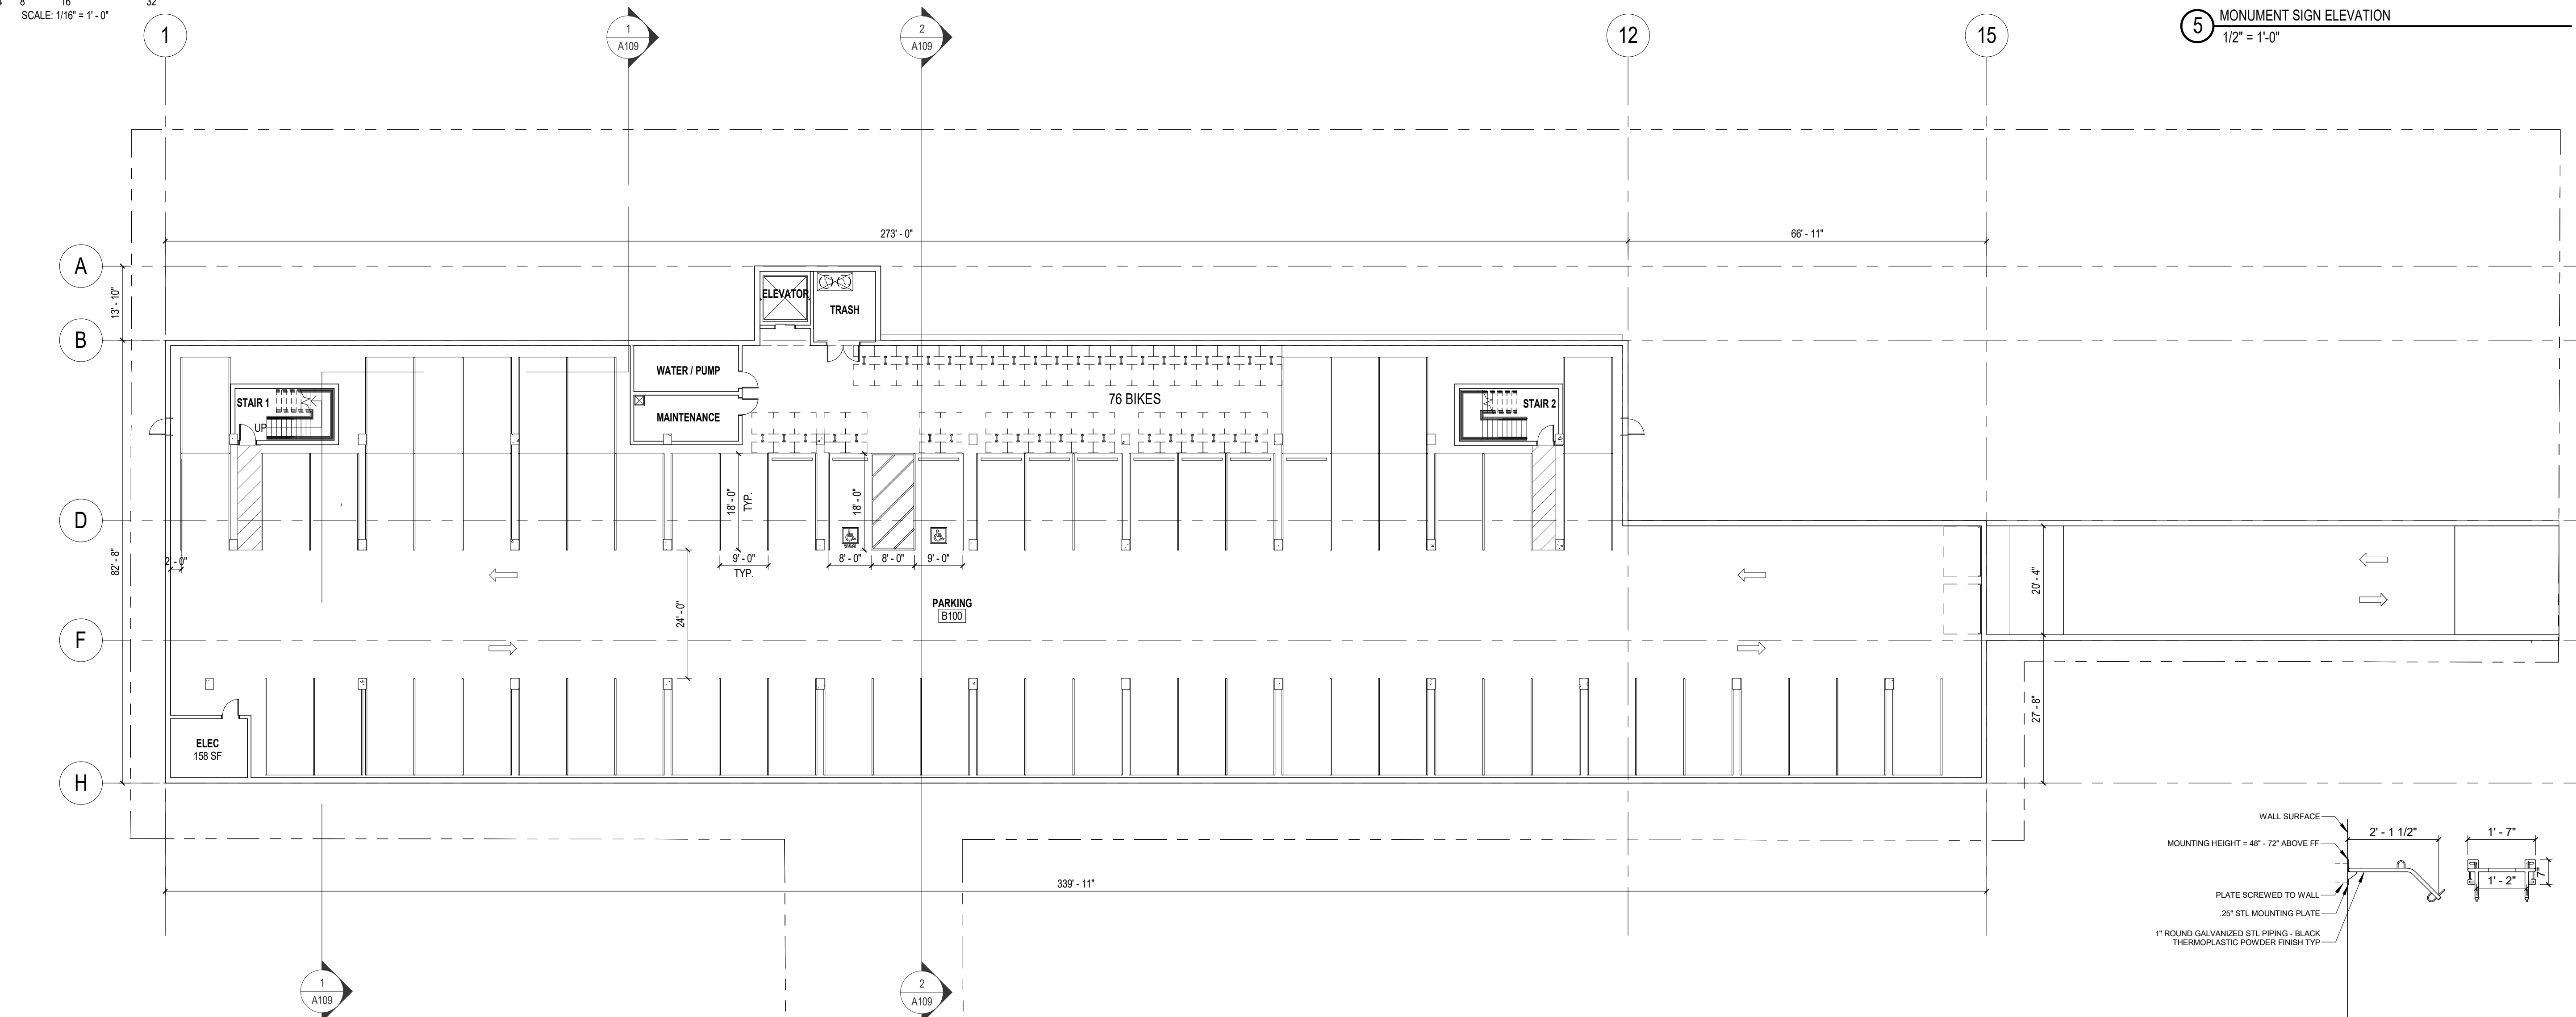 8 16 32
SCALE: 1/16" = 1' - 0"
1
1
A109
2
A109
12
15
5
MONUMENT SIGN ELEVATION
1/2" = 1'-0"
273' - 0"
66' - 11"
A
13' - 10"
B
ELEVATOR
TRASH
WATER / PUMP
MAINTENANCE
76 BIKES
STAIR 1
UP
STAIR 2
D
82' - 8"
18' - 0"
TYP.
18' - 0"
VAN
2' - 0"
9' - 0"
TYP.
8' - 0"
8' - 0"
9' - 0"
24' - 0"
PARKING
B100
20' - 4"
F
27' - 8"
ELEC
158 SF
H
339' - 11"
WALL SURFACE
MOUNTING HEIGHT = 48" - 72" ABOVE FF
PLATE SCREWED TO WALL
.25" STL MOUNTING PLATE
1" ROUND GALVANIZED STL PIPING - BLACK
THERMOPLASTIC POWDER FINISH TYP
2' - 1 1/2"
1' - 7"
1' - 2"
7"
1
A109
2
A109